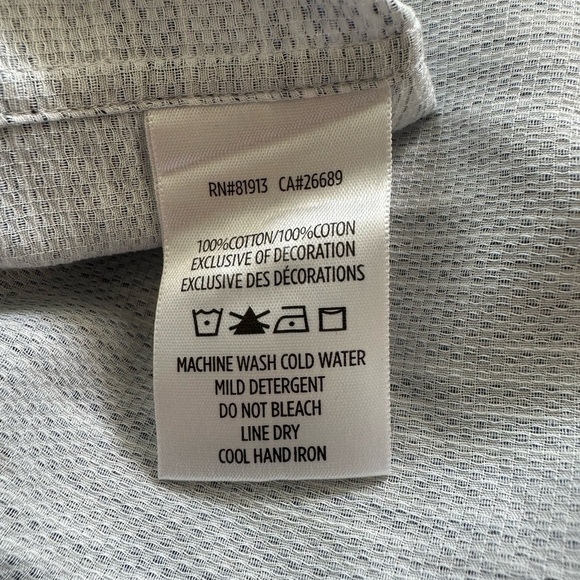 RN#81913 CA#26689
100%COTTON/100%COTON
EXCLUSIVE OF DECORATION
EXCLUSIVE DES DÉCORATIONS
MACHINE WASH COLD WATER
MILD DETERGENT
DO NOT BLEACH
LINE DRY
COOL HAND IRON